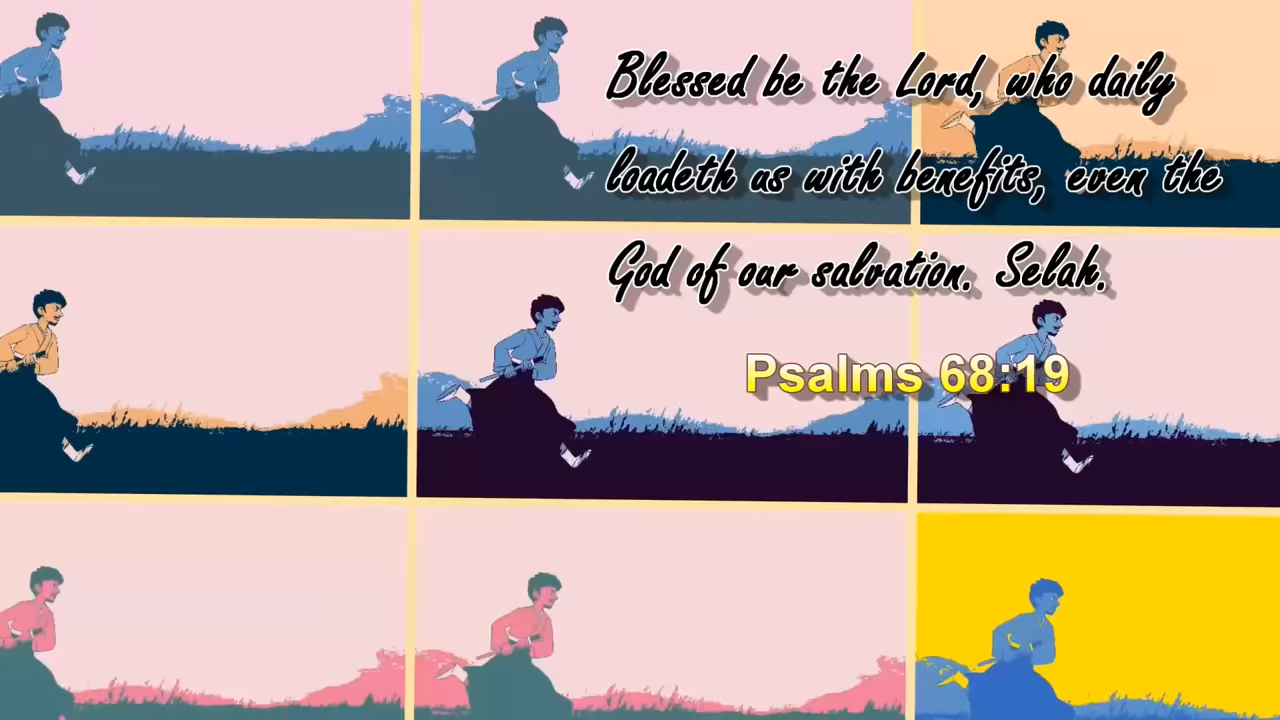 Blessed be the Lord, who daily
loadeth us with benefits, even the
God of our salvation. Selah.
Psalms 68:19